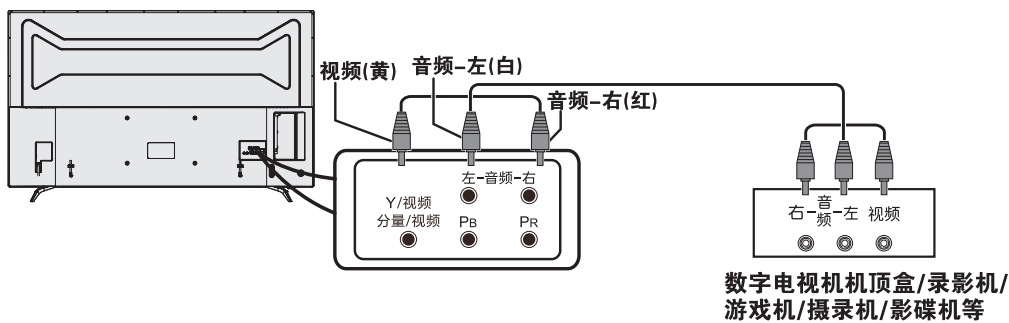 视频(黄)
音频-左(白)
音频-右(红)
左-音频-右
Y/视频
分量/视频
PB
PR
右-音频-左
视频
数字电视机机顶盒/录影机/
游戏机/摄录机/影碟机等